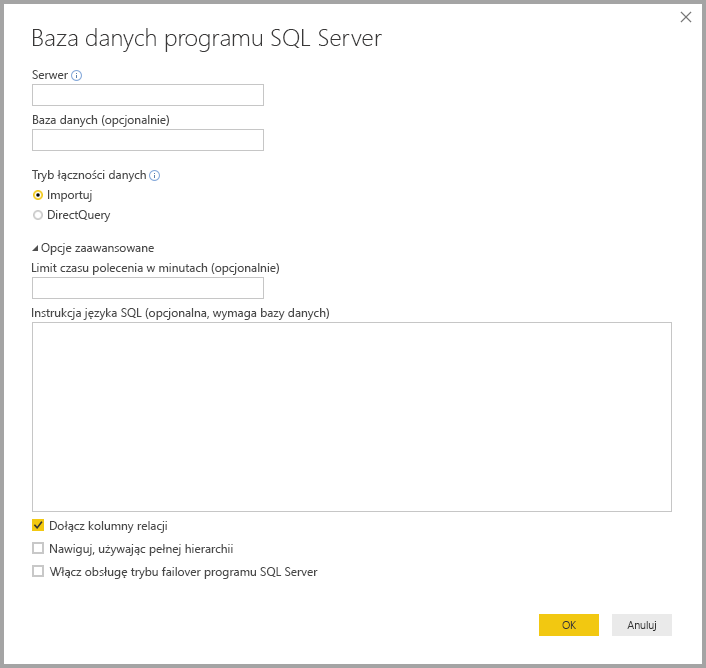 Baza danych programu SQL Server
Serwer
Baza danych (opcjonalnie)
Tryb łączności danych
Importuj
DirectQuery
Opcje zaawansowane
Limit czasu polecenia w minutach (opcjonalnie)
Instrukcja języka SQL (opcjonalna, wymaga bazy danych)
Dołącz kolumny relacji
Nawiguj, używając pełnej hierarchii
Włącz obsługę trybu failover programu SQL Server
OK
Anuluj